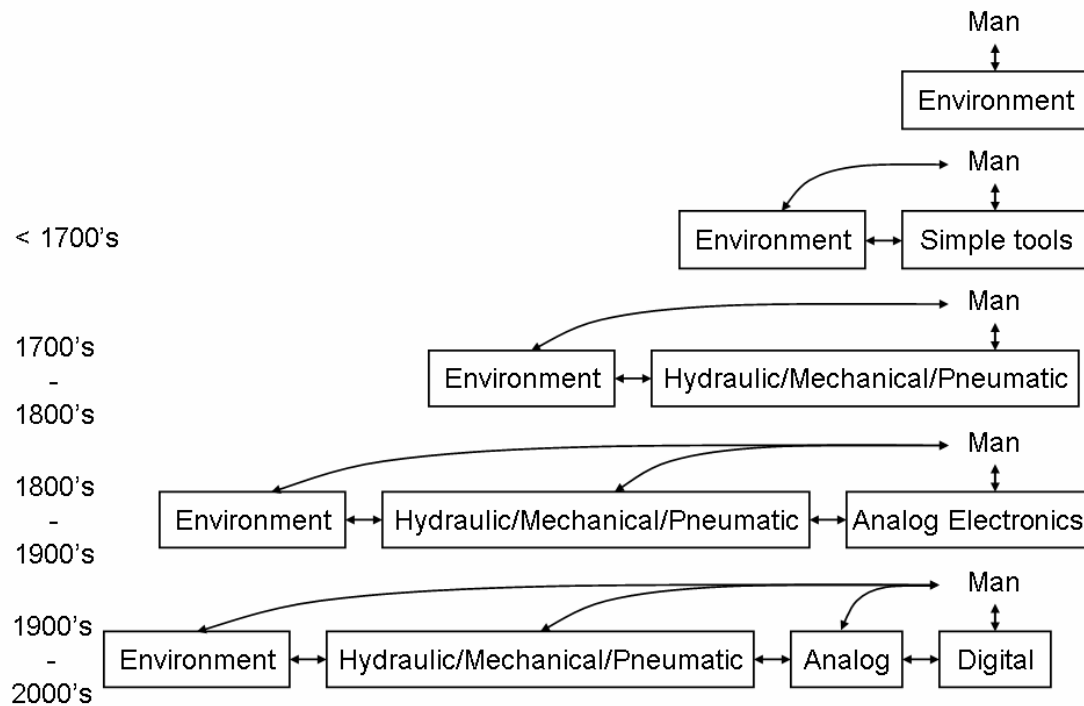 Man
Environment
Man
< 1700's
Environment
Simple tools
Man
1700's
-
1800's
Environment
Hydraulic/Mechanical/Pneumatic
Man
1800's
-
1900's
Environment
Hydraulic/Mechanical/Pneumatic
Analog Electronics
Man
1900's
-
2000's
Environment
Hydraulic/Mechanical/Pneumatic
Analog
Digital